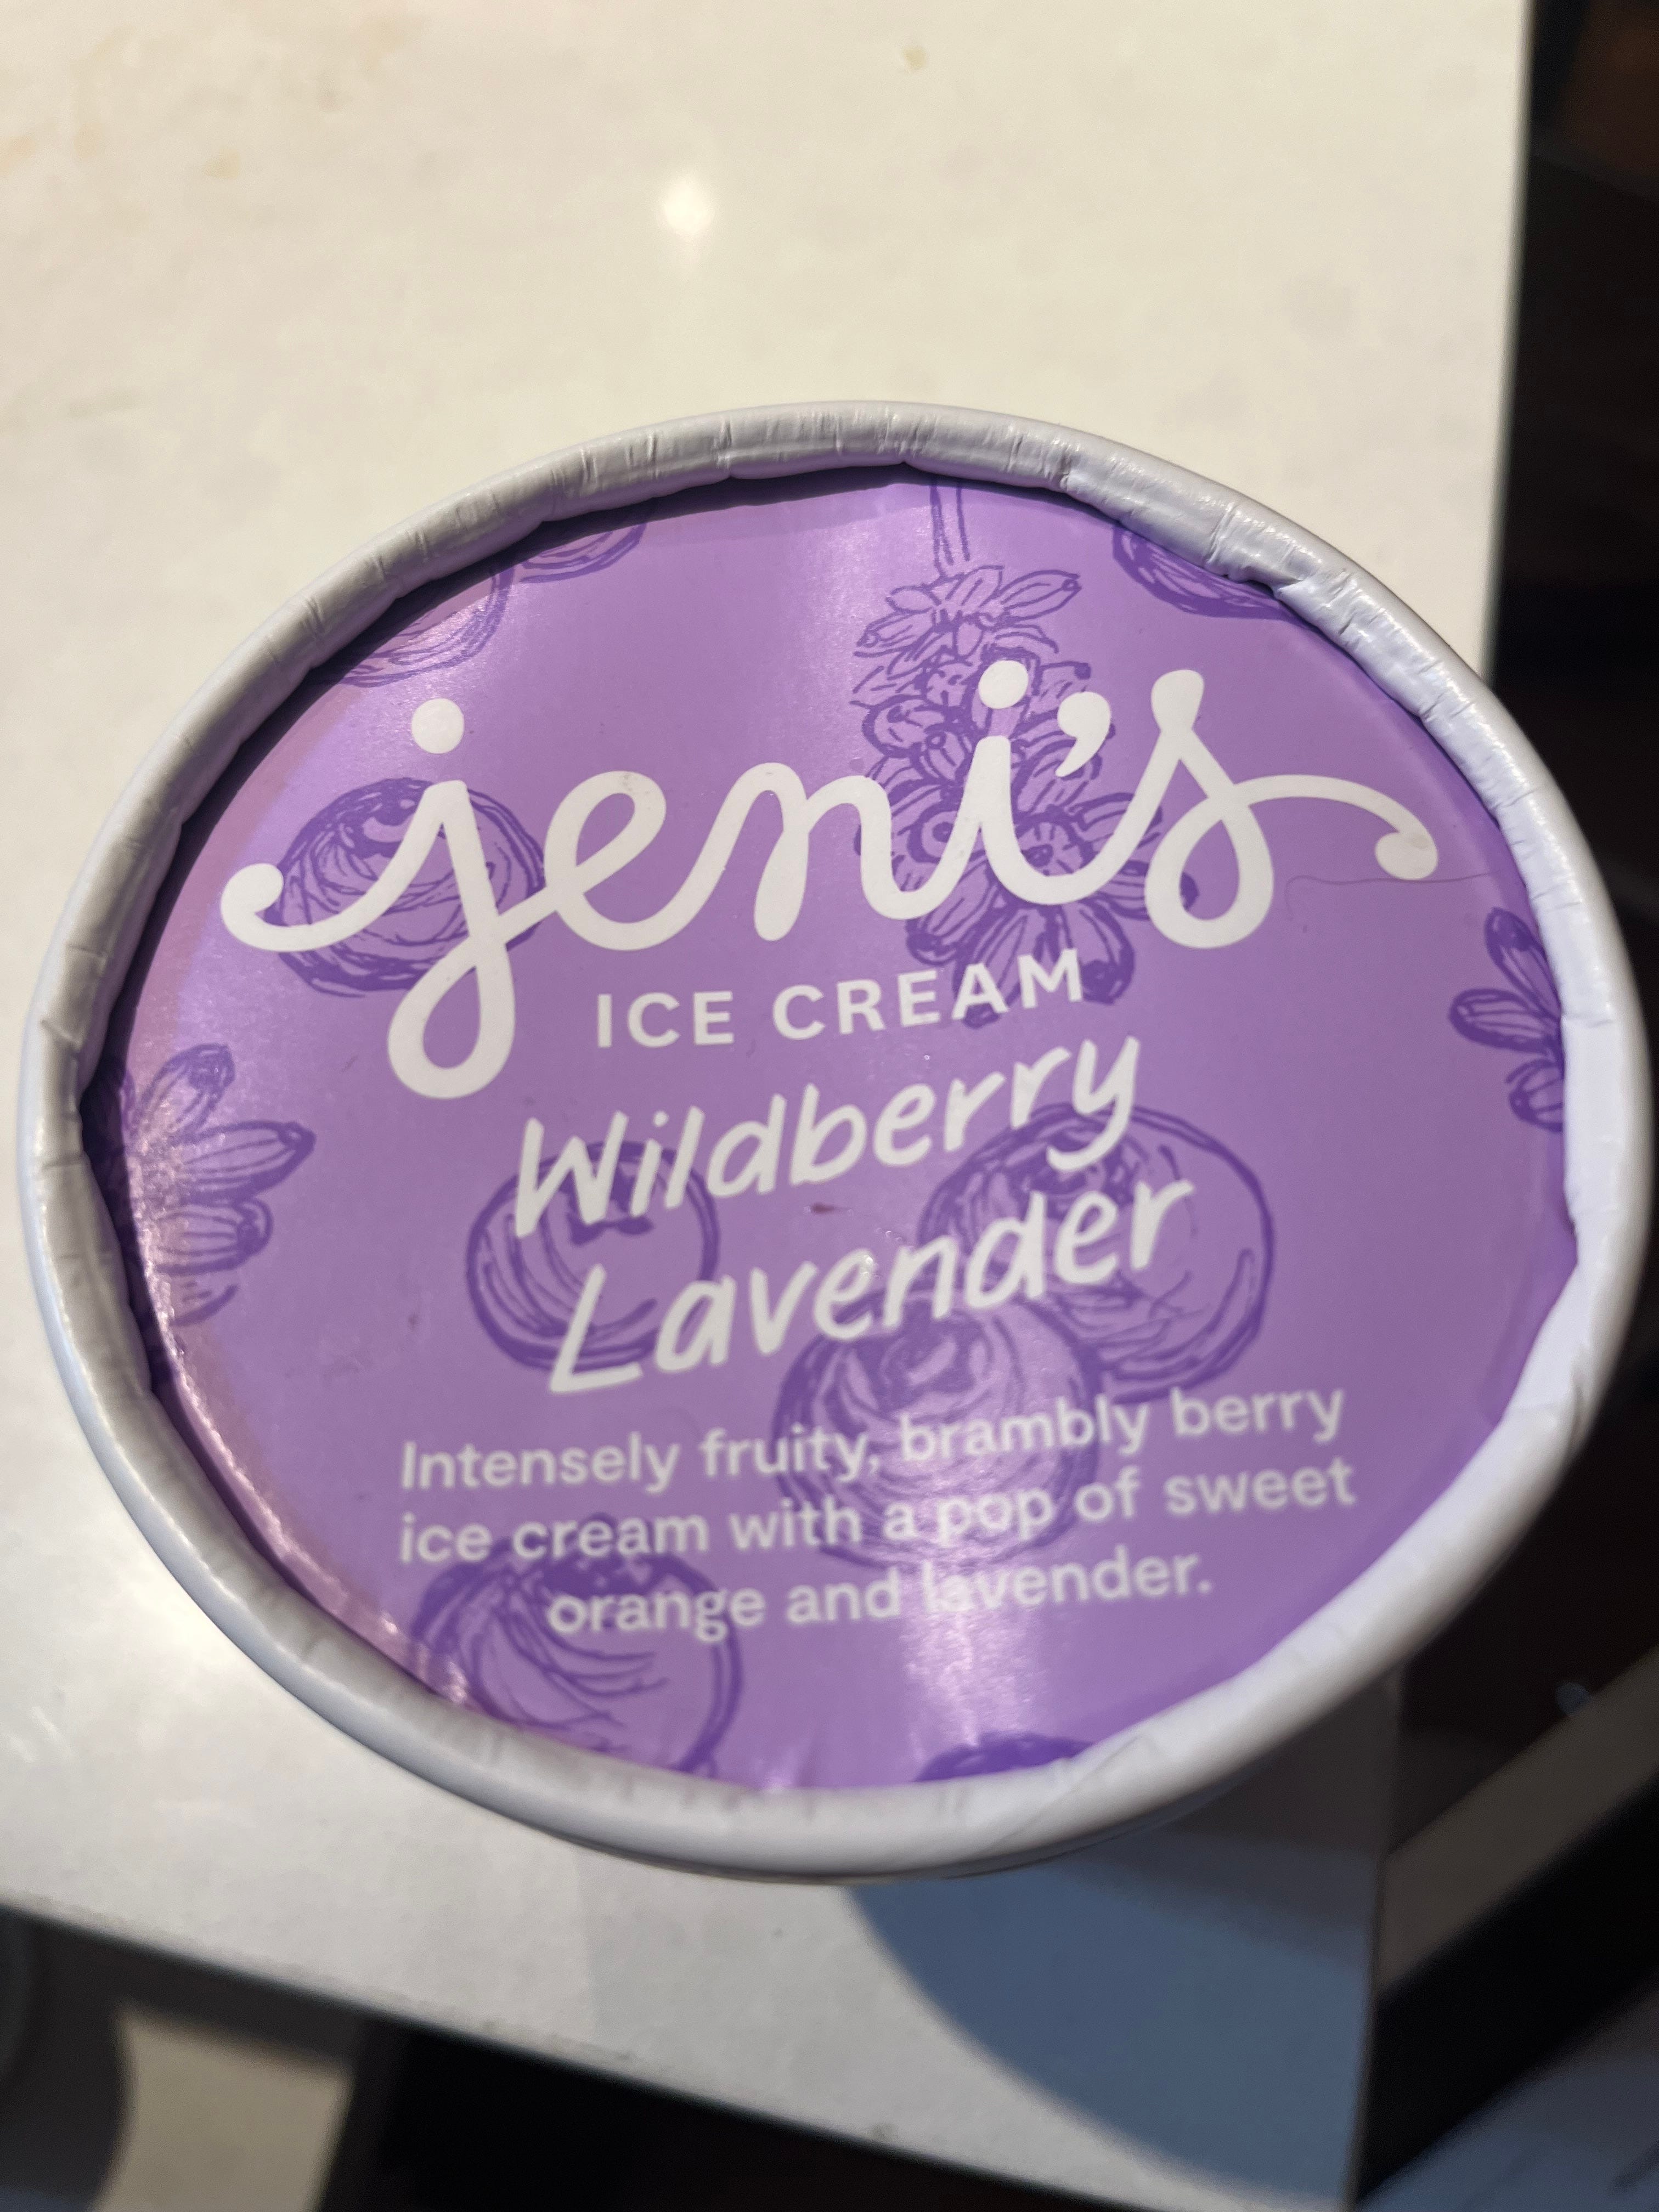 jeni's
ICE CREAM
Wildberry
Lavender
Intensely fruity, brambly berry
ice cream with a pop of sweet
orange and lavender.